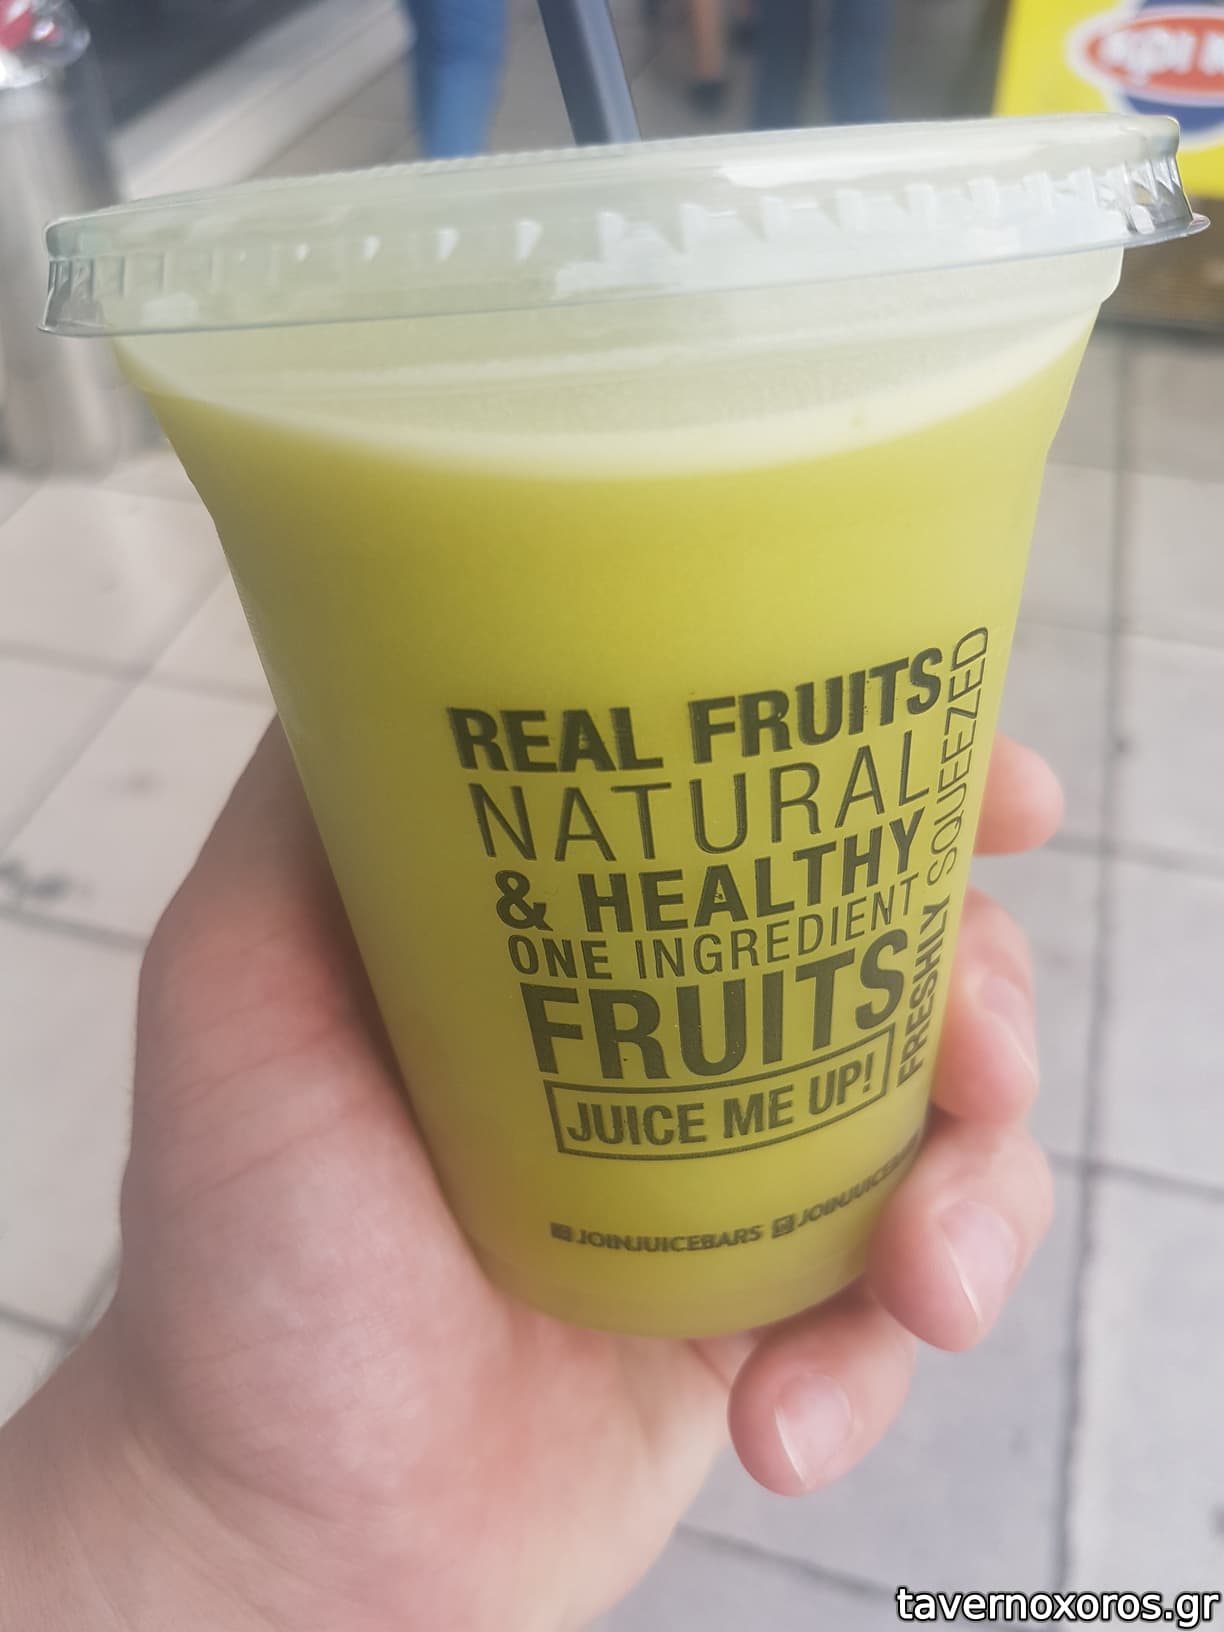 REAL FRUITS
NATURAL
& HEALTHY
ONE INGREDIENT
FRUITS
JUICE ME UP!
FRESHLY SQUEEZED
JOINJUICEBARS
tavernoxoros.gr